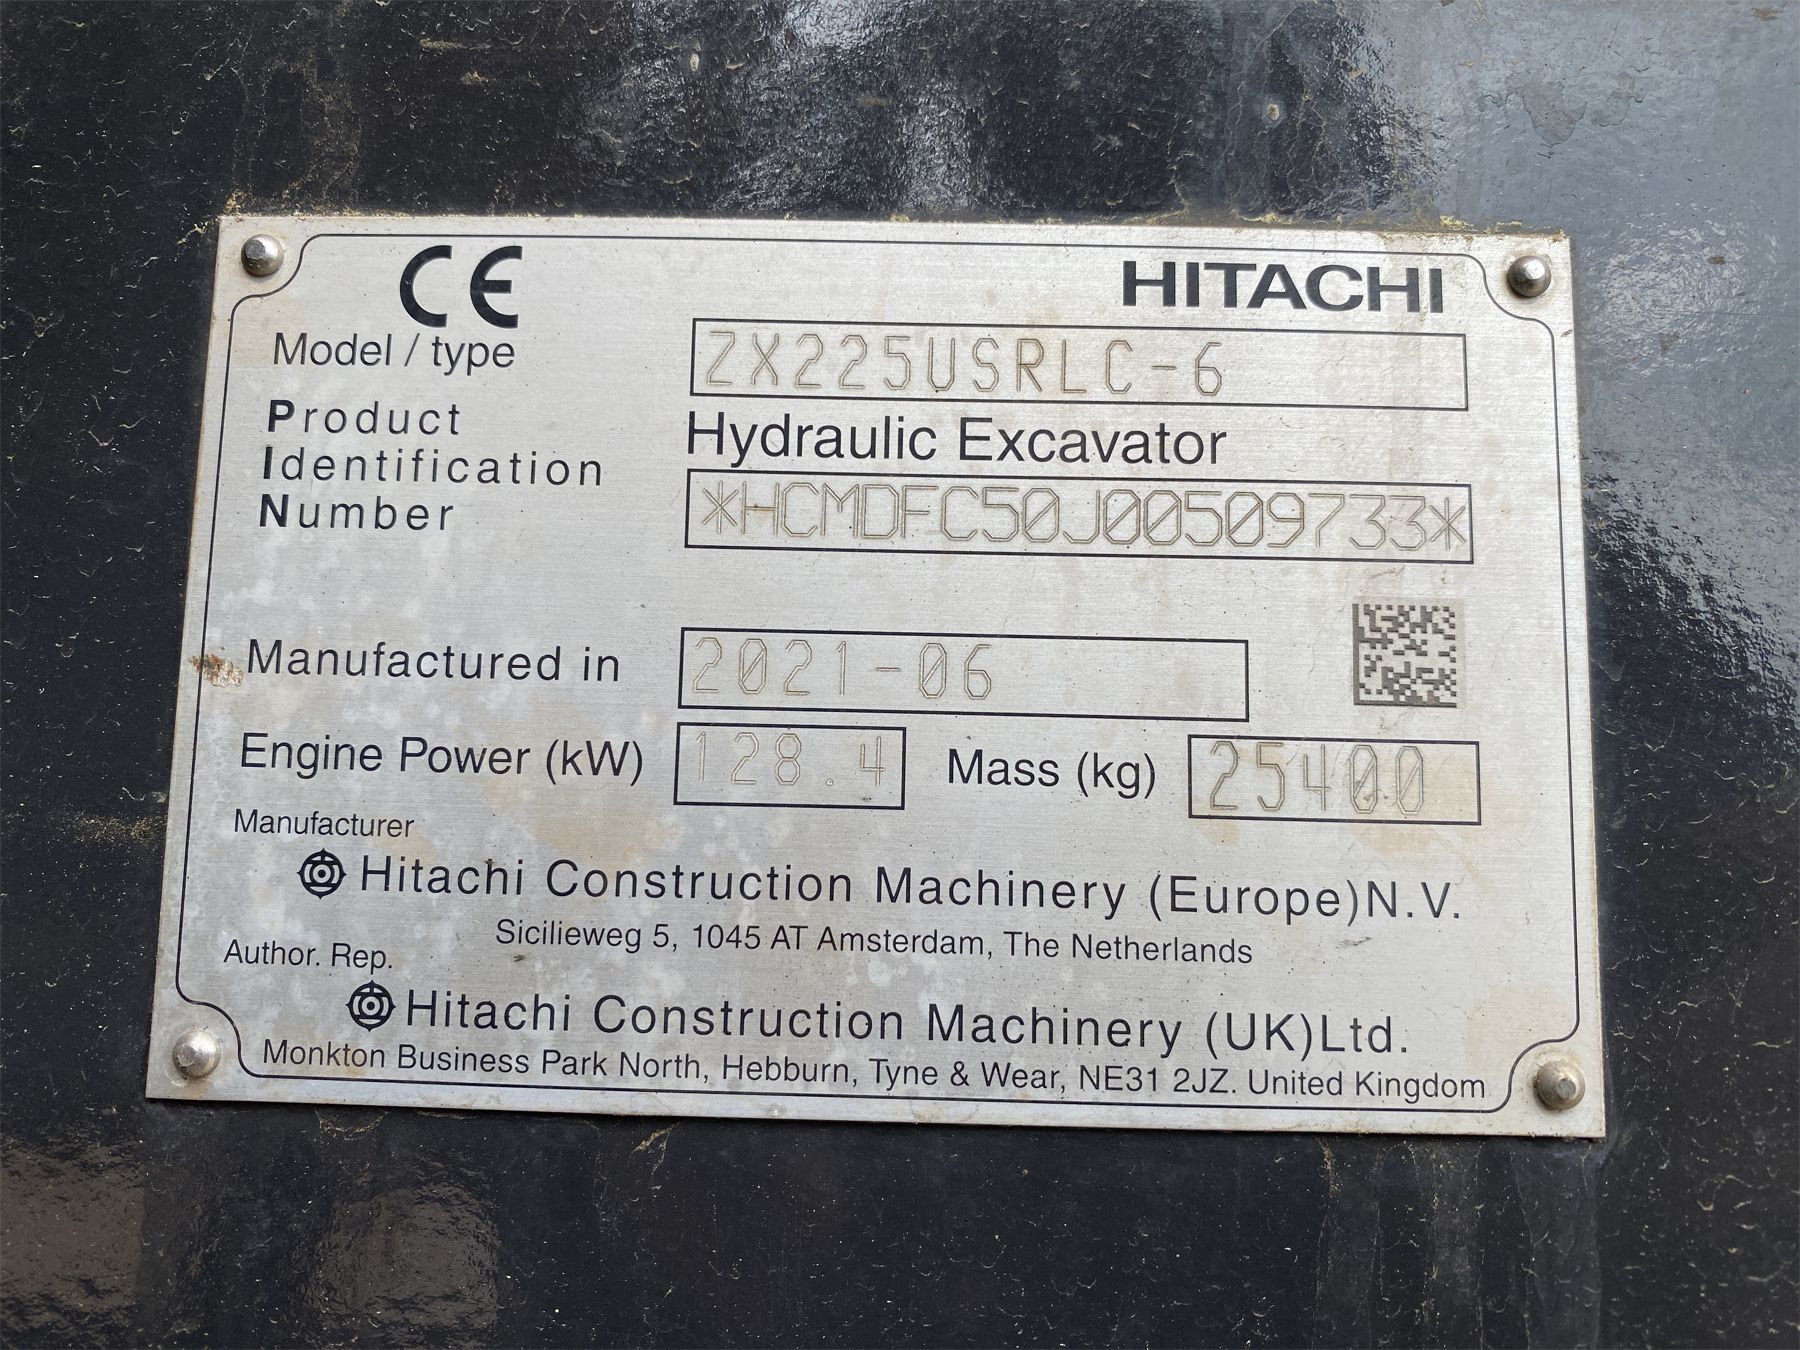 CE
HITACHI
Model / type ZX225USRLC-6
Product Hydraulic Excavator
Identification
Number *HCMDFC50J00509733*
Manufactured in 2021-06
Engine Power (kW) 128.4 Mass (kg) 25400
Manufacturer
Hitachi Construction Machinery (Europe)N.V.
Sicilieweg 5, 1045 AT Amsterdam, The Netherlands
Author. Rep.
Hitachi Construction Machinery (UK)Ltd.
Monkton Business Park North, Hebburn, Tyne & Wear, NE31 2JZ. United Kingdom